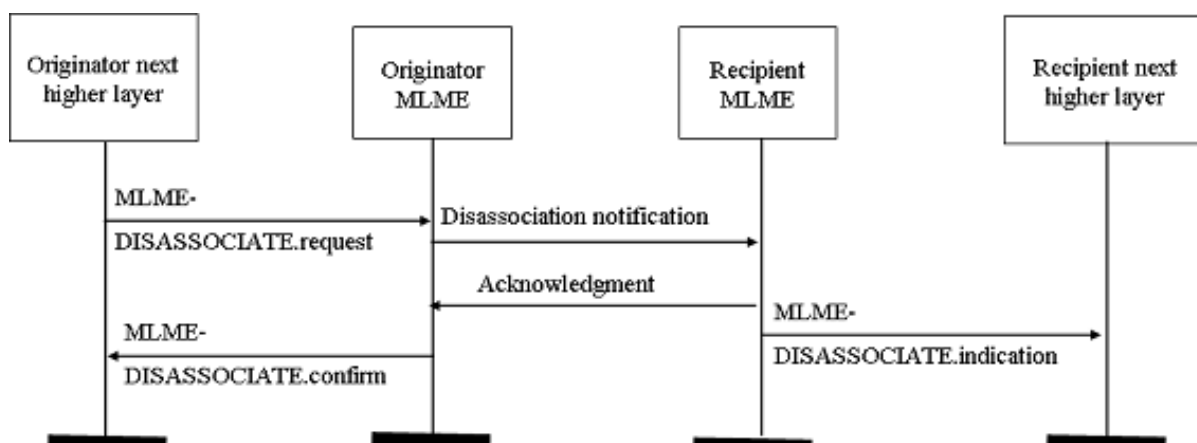 Originator next
higher layer
Originator
MLME
Recipient
MLME
Recipient next
higher layer
MLME-
DISASSOCIATE.request
Disassociation notification
Acknowledgment
MLME-
DISASSOCIATE.indication
MLME-
DISASSOCIATE.confirm